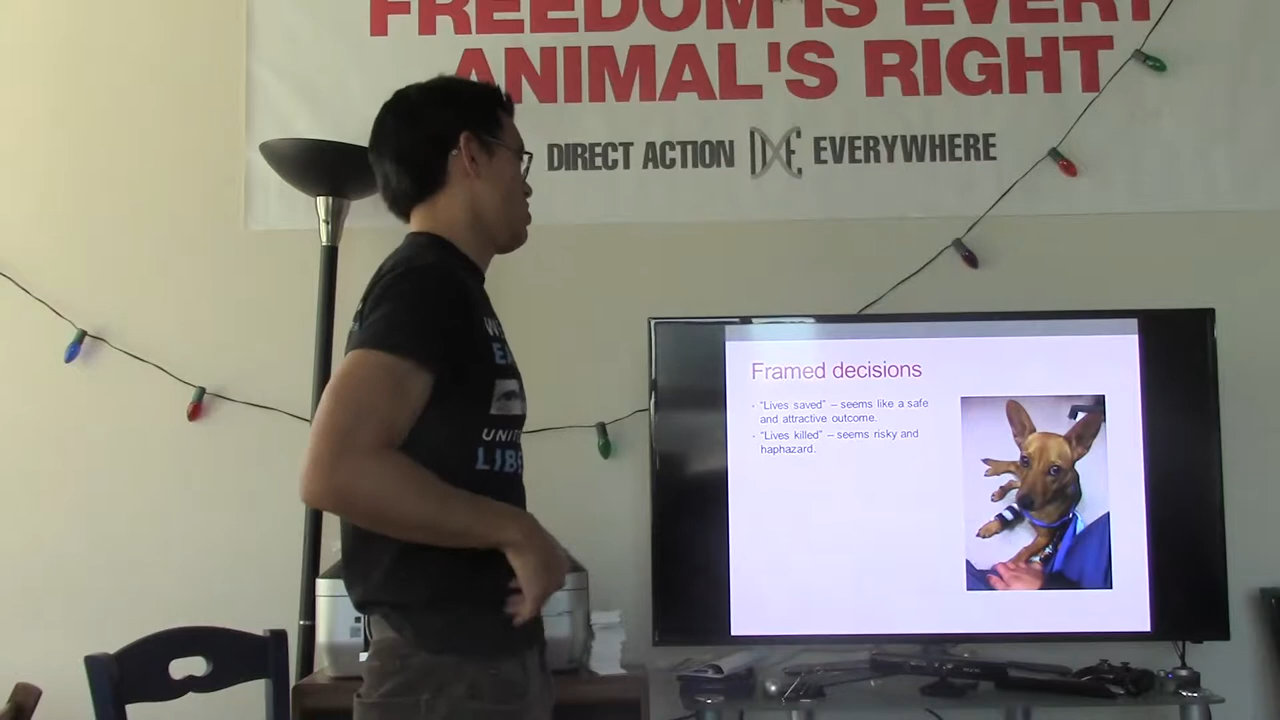 FREEDOM IS EVERY
ANIMAL'S RIGHT
DIRECT ACTION DXE EVERYWHERE
Framed decisions
· "Lives saved" – seems like a safe
and attractive outcome.
· "Lives killed" – seems risky and
haphazard.
UNIT
LIBE